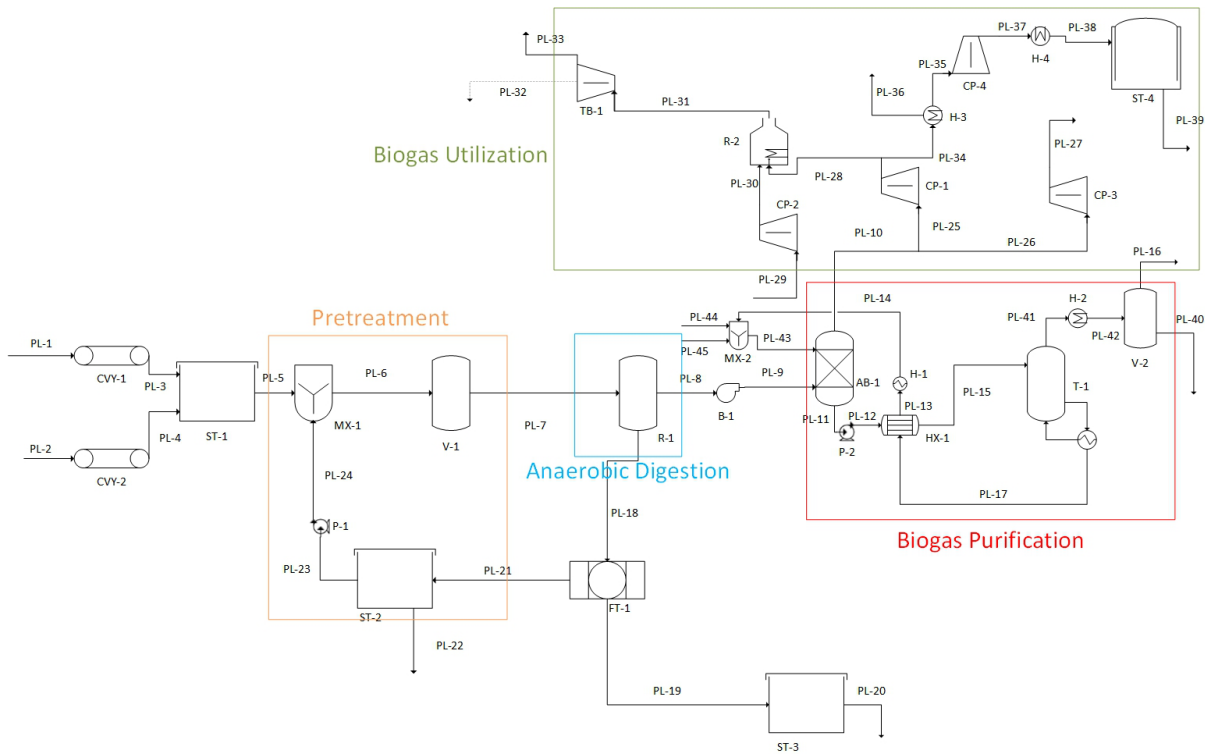 PL-33
PL-32
TB-1
PL-31
PL-37
PL-38
H-4
PL-35
CP-4
ST-4
PL-36
H-3
PL-39
R-2
PL-27
Biogas Utilization
PL-34
PL-28
PL-30
CP-1
CP-3
CP-2
PL-25
PL-10
PL-26
PL-16
PL-29
PL-14
H-2
Pretreatment
PL-44
PL-43
PL-41
PL-40
PL-42
PL-45
MX-2
V-2
PL-1
CVY-1
PL-3
PL-5
PL-6
PL-8
PL-9
AB-1
H-1
PL-15
T-1
PL-4
ST-1
MX-1
V-1
PL-7
R-1
B-1
PL-11
PL-12
PL-13
HX-1
P-2
PL-2
CVY-2
PL-24
Anaerobic Digestion
PL-17
PL-18
P-1
Biogas Purification
PL-23
PL-21
ST-2
FT-1
PL-22
PL-19
PL-20
ST-3